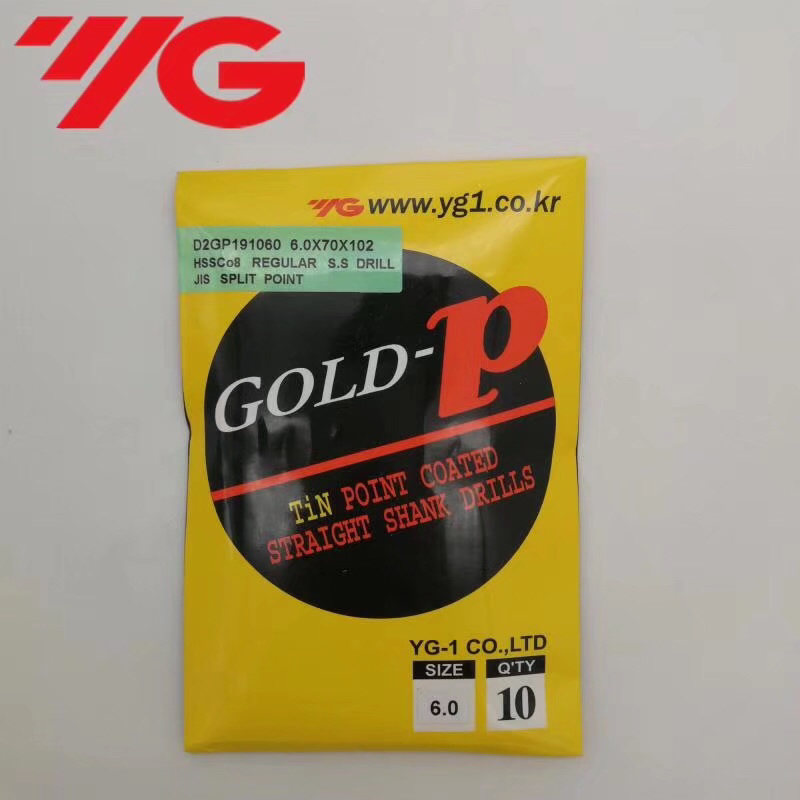 YG
YG www.yg1.co.kr
D2GP191060 6.0X70X102
HSSCo8 REGULAR S.S DRILL
JIS SPLIT POINT
GOLD-P
TiN POINT COATED
STRAIGHT SHANK DRILLS
YG-1 CO.,LTD
SIZE Q'TY
6.0 10